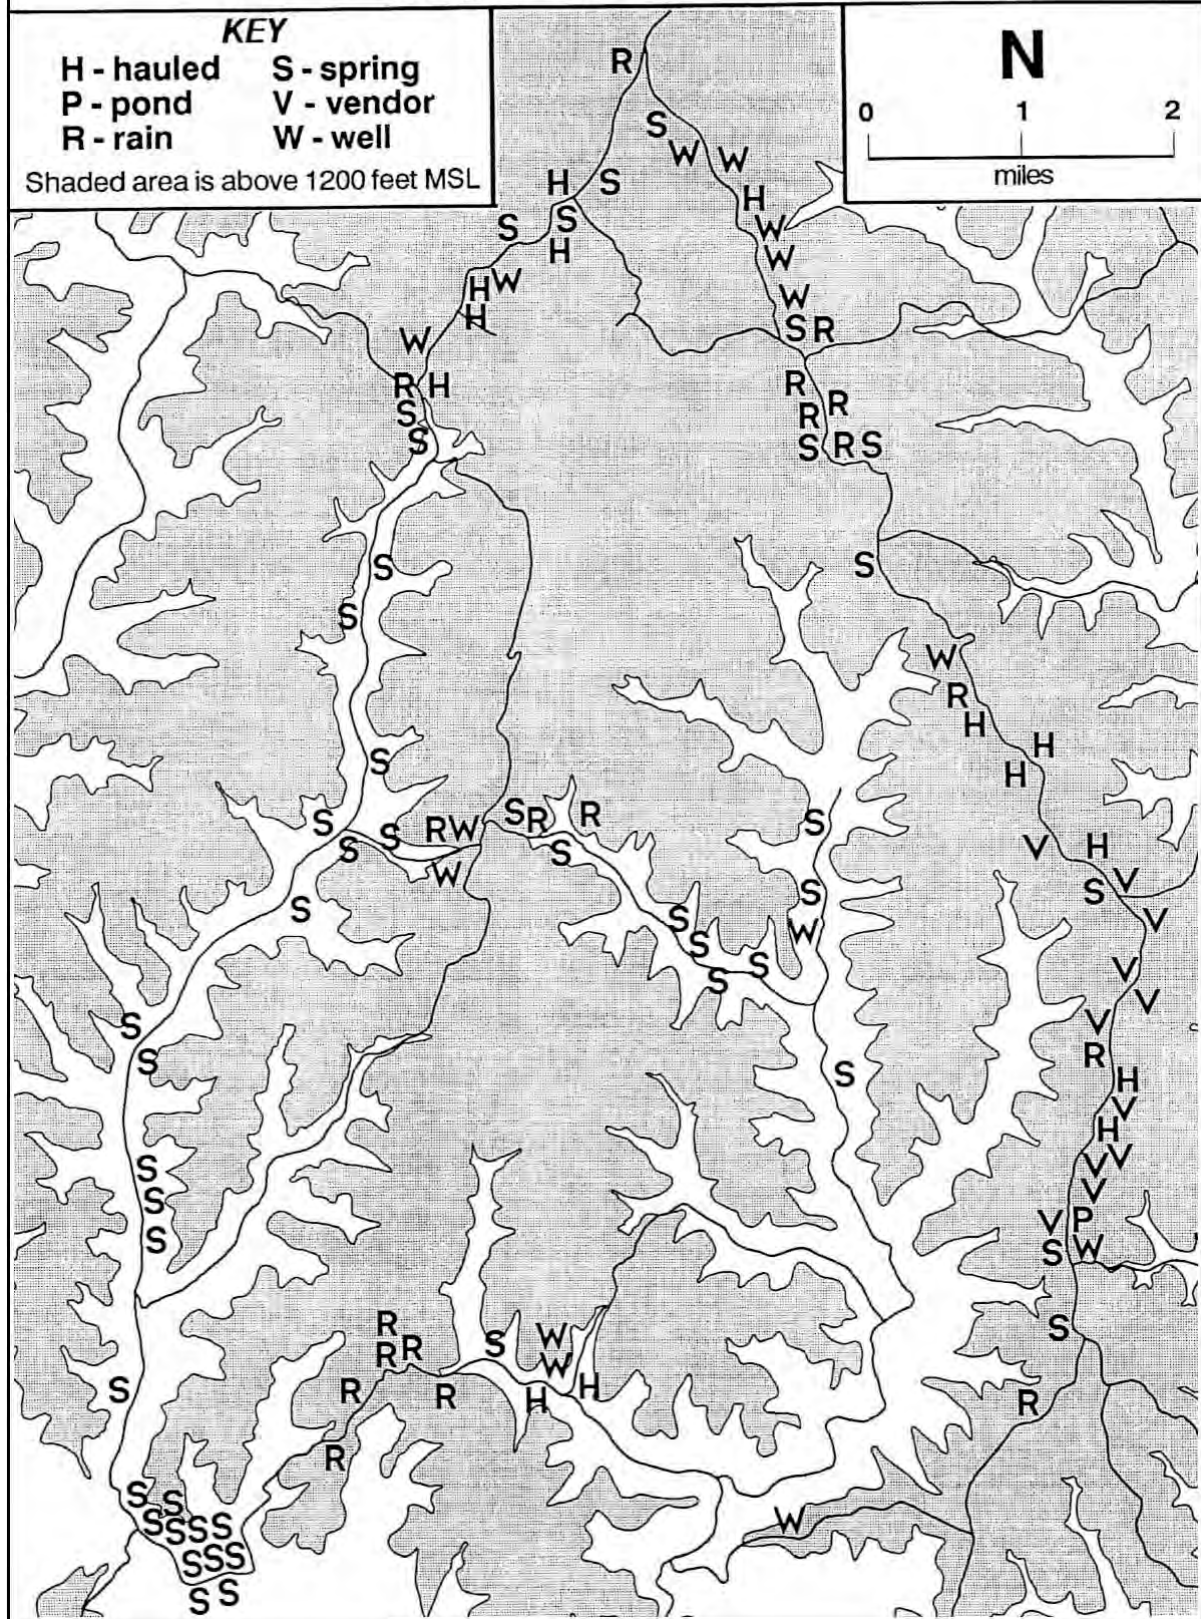 KEY
H - hauled S - spring
P - pond V - vendor
R - rain W - well
Shaded area is above 1200 feet MSL
N
0 1 2
miles
R
S
W W
H S H
S S W
H W
H W W
H S R
W
R H R
S R R
S S R S
S S
S
W
R
H
H
S H
S S
S S R W S R R V H
S S
W V
S S S
S V
W
S
S S V
S V
S V
S R
S H
V
H
S V V
S V
V P
S S W
R S
S W
R R W
S R H H
R R
R
S S W
S S S S
S S S
S S